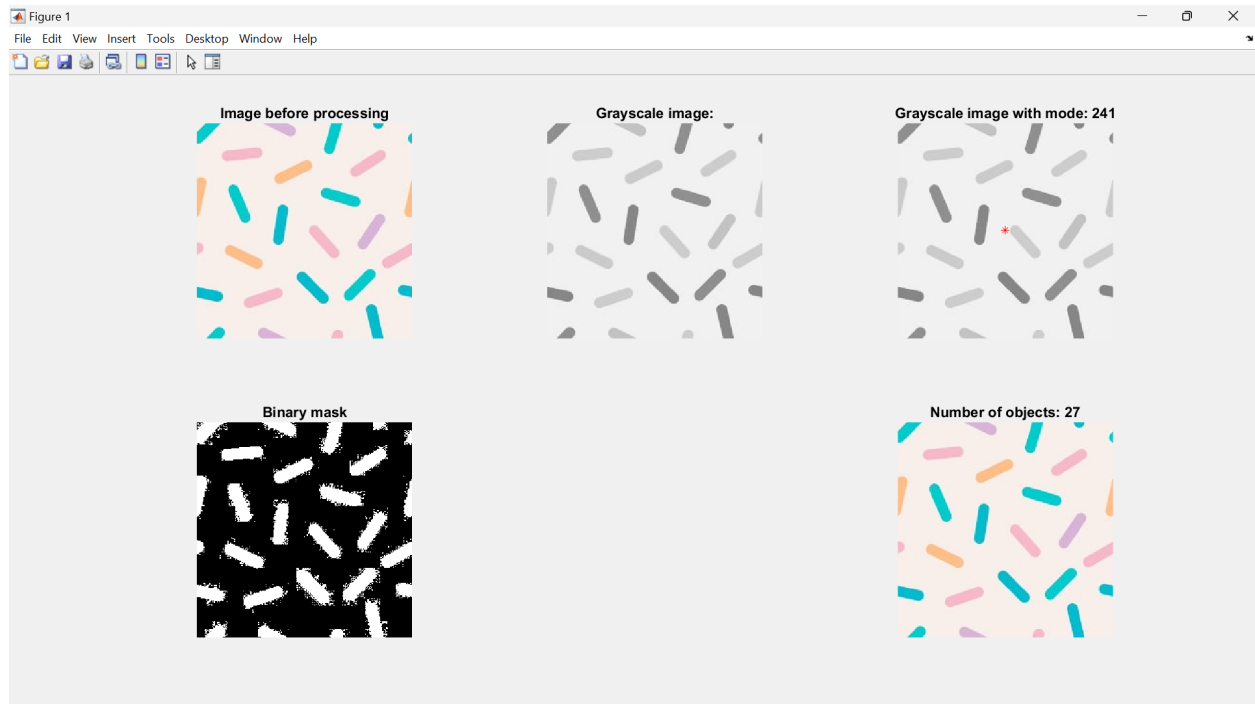 Figure 1
File Edit View Insert Tools Desktop Window Help
Image before processing
Grayscale image:
Grayscale image with mode: 241
Binary mask
Number of objects: 27